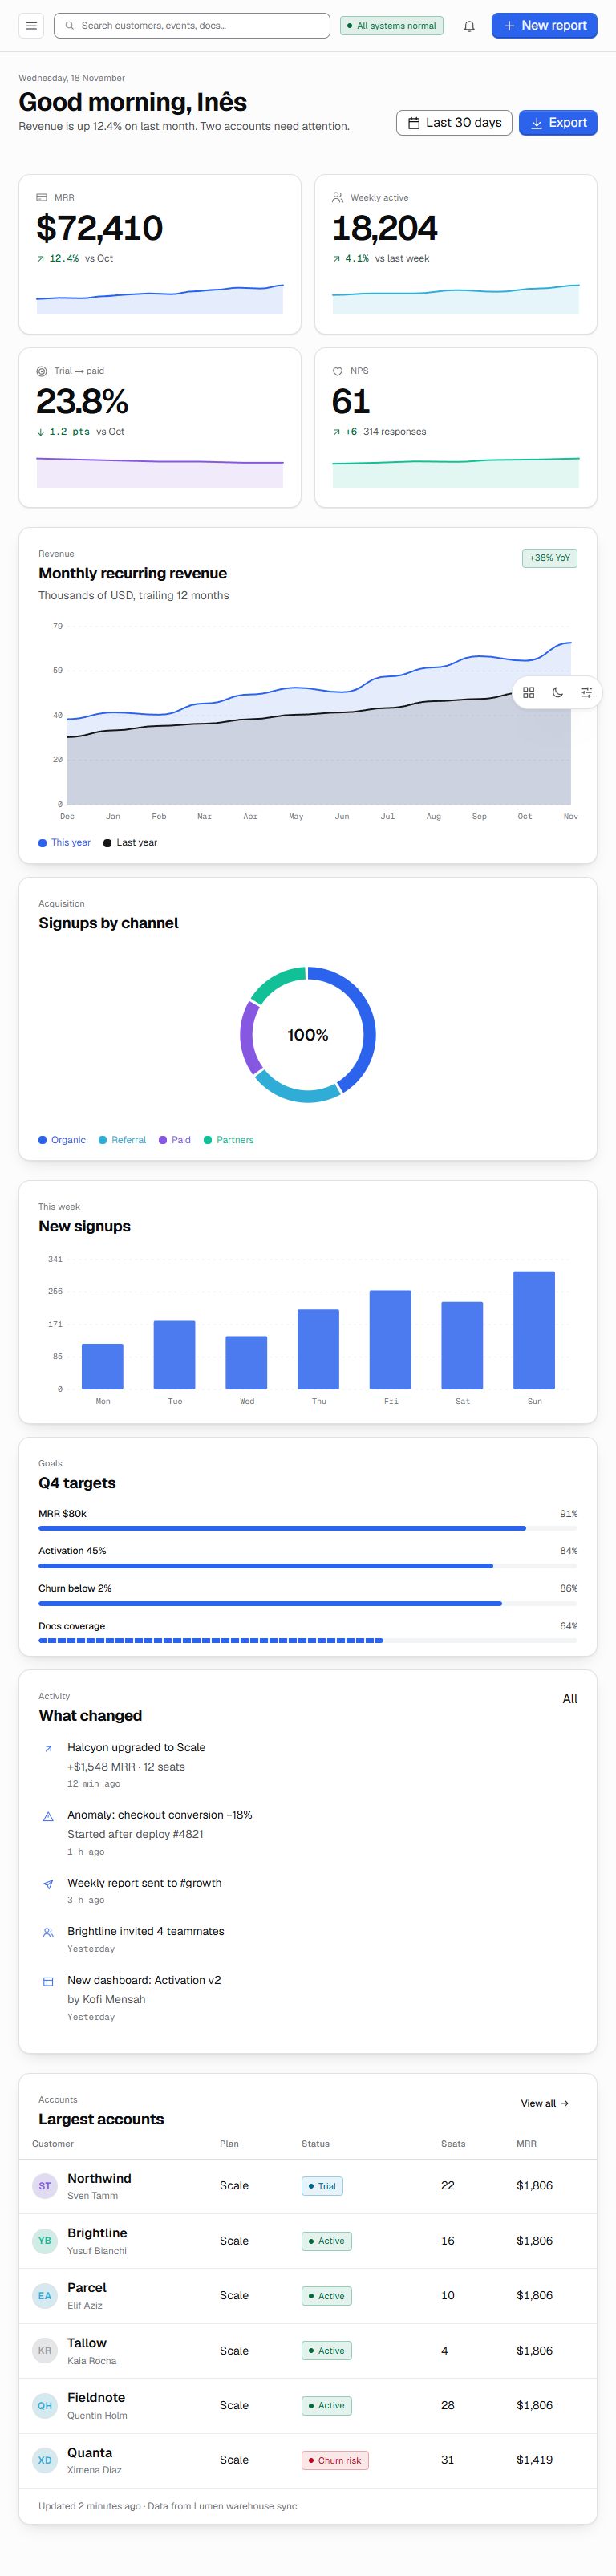 Search customers, events, docs...
All systems normal
New report
Wednesday, 18 November
Good morning, Inês
Revenue is up 12.4% on last month. Two accounts need attention.
Last 30 days
Export
MRR
$72,410
12.4% vs Oct
Weekly active
18,204
4.1% vs last week
Trial → paid
23.8%
1.2 pts vs Oct
NPS
61
+6 314 responses
Revenue
Monthly recurring revenue
Thousands of USD, trailing 12 months
+38% YoY
79
59
40
20
0
Dec Jan Feb Mar Apr May Jun Jul Aug Sep Oct Nov
This year Last year
Acquisition
Signups by channel
100%
Organic Referral Paid Partners
This week
New signups
341
256
171
85
0
Mon Tue Wed Thu Fri Sat Sun
Goals
Q4 targets
MRR $80k 91%
Activation 45% 84%
Churn below 2% 86%
Docs coverage 64%
Activity
What changed
All
Halcyon upgraded to Scale
+$1,548 MRR · 12 seats
12 min ago
Anomaly: checkout conversion −18%
Started after deploy #4821
1 h ago
Weekly report sent to #growth
3 h ago
Brightline invited 4 teammates
Yesterday
New dashboard: Activation v2
by Kofi Mensah
Yesterday
Accounts
Largest accounts
View all →
Customer Plan Status Seats MRR
ST Northwind Scale Trial 22 $1,806
Sven Tamm
YB Brightline Scale Active 16 $1,806
Yusuf Bianchi
EA Parcel Scale Active 10 $1,806
Elif Aziz
KR Tallow Scale Active 4 $1,806
Kaia Rocha
QH Fieldnote Scale Active 28 $1,806
Quentin Holm
XD Quanta Scale Churn risk 31 $1,419
Ximena Diaz
Updated 2 minutes ago · Data from Lumen warehouse sync